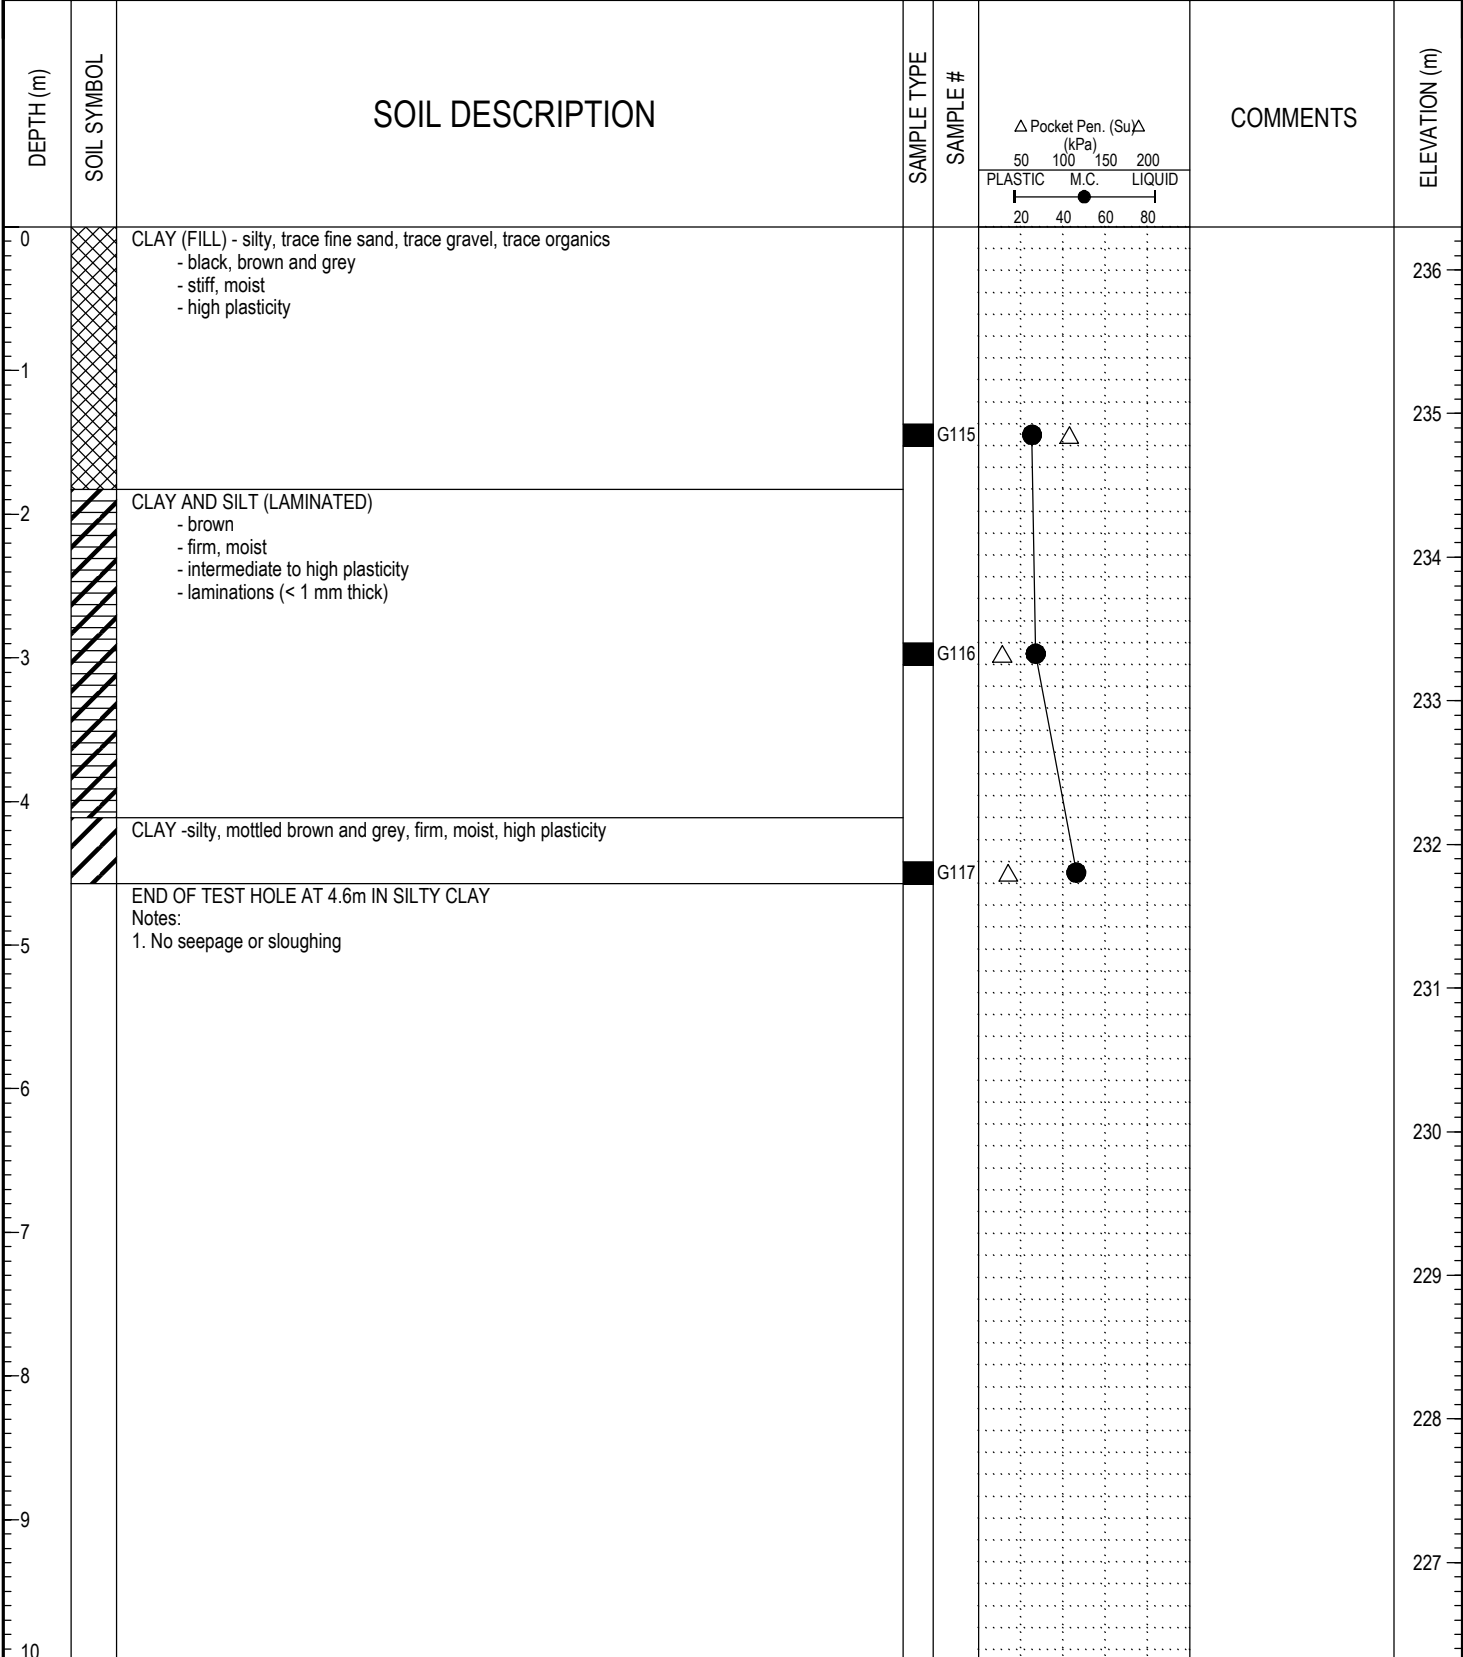 DEPTH (m)
SOIL SYMBOL
SOIL DESCRIPTION
SAMPLE TYPE
SAMPLE #
Pocket Pen. (Su)
(kPa)
50 100 150 200
PLASTIC M.C. LIQUID
20 40 60 80
COMMENTS
ELEVATION (m)
0
CLAY (FILL) - silty, trace fine sand, trace gravel, trace organics
- black, brown and grey
236
- stiff, moist
- high plasticity
1
235
G115
CLAY AND SILT (LAMINATED)
2
- brown
- firm, moist
234
- intermediate to high plasticity
- laminations (< 1 mm thick)
G116
3
233
4
CLAY -silty, mottled brown and grey, firm, moist, high plasticity
232
G117
END OF TEST HOLE AT 4.6m IN SILTY CLAY
Notes:
1. No seepage or sloughing
5
231
6
230
7
229
8
228
9
227
10